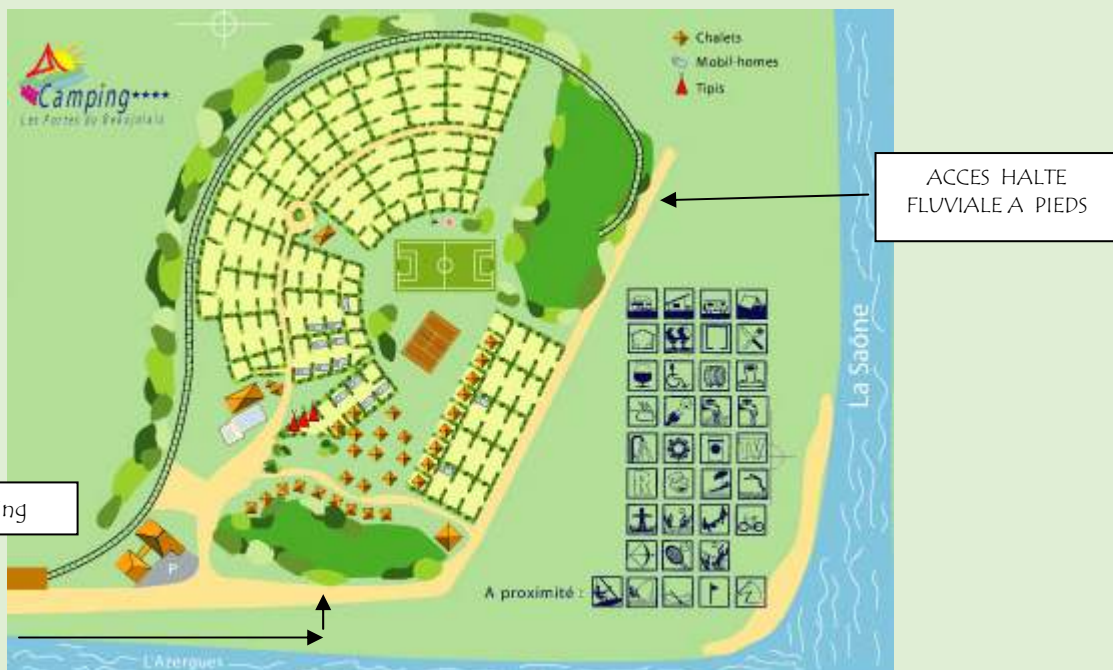 Camping****
Les Portes du Beaujolais
Chalets
Mobil-homes
Tipis
ACCES HALTE
FLUVIALE A PIEDS
La Saône
ng
P
A proximité :
L'Azergues